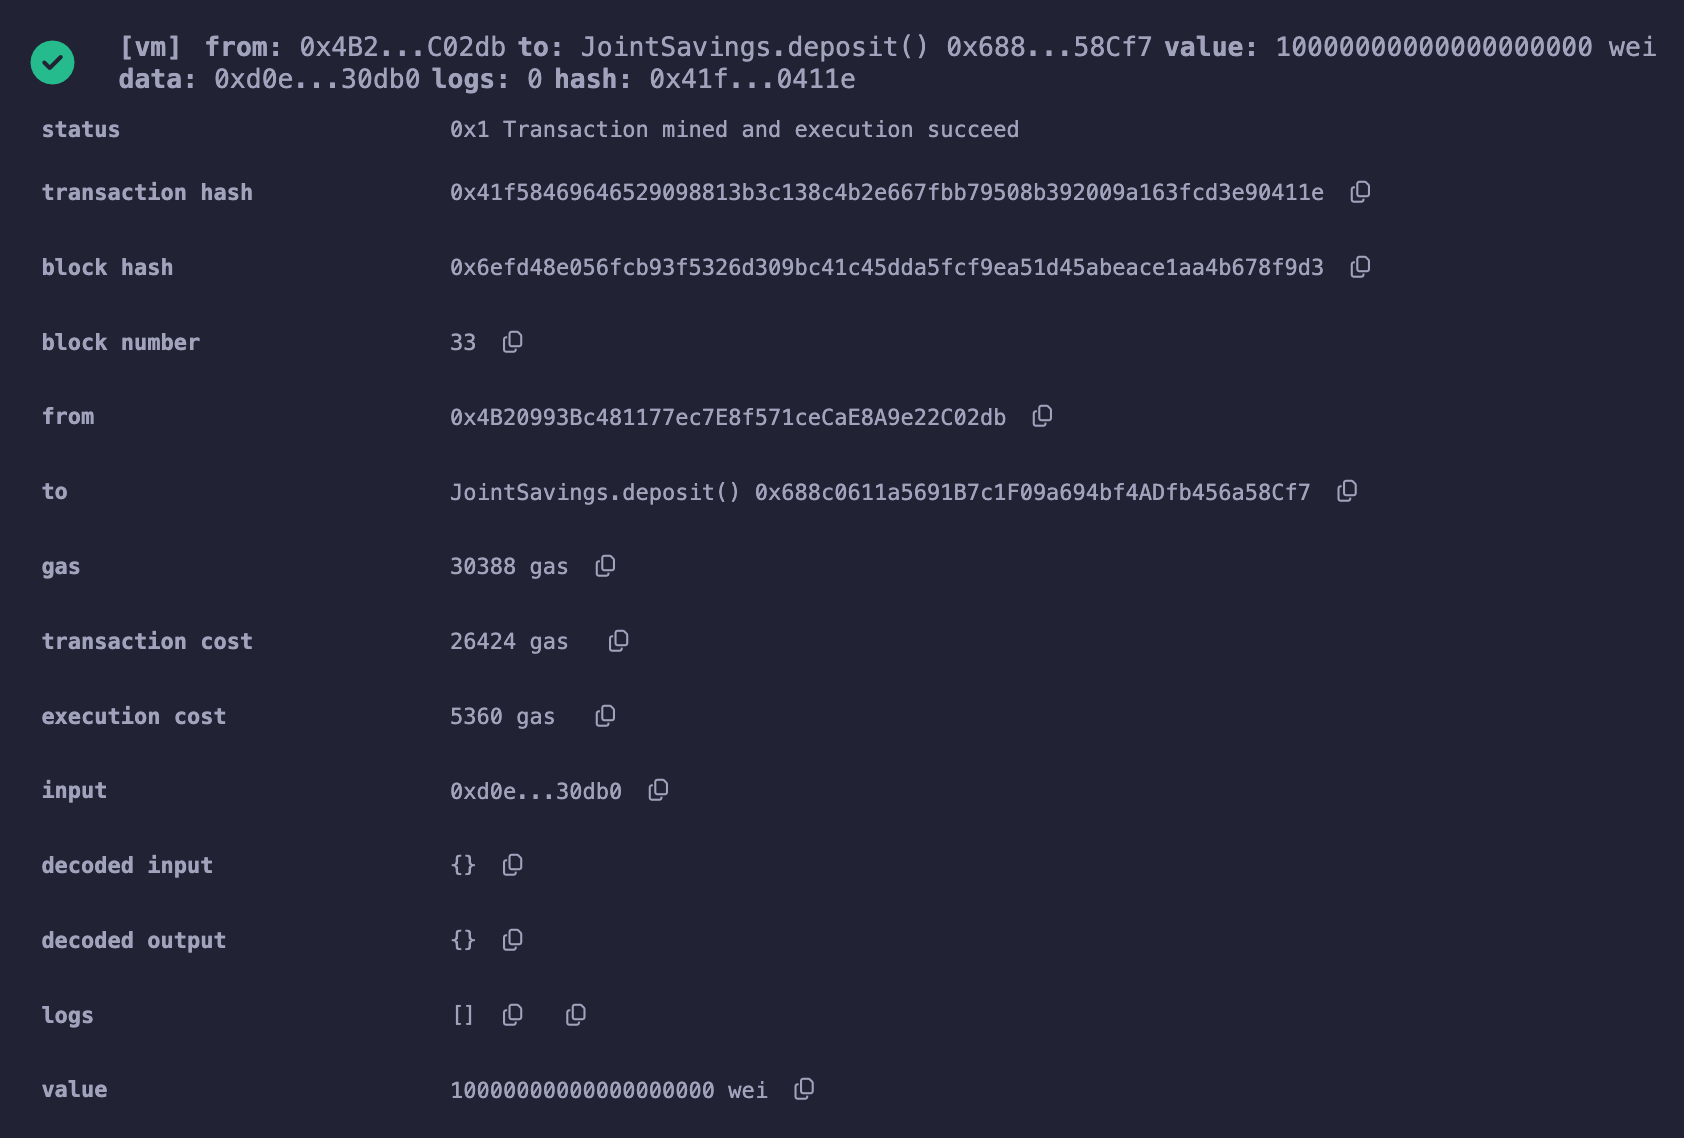 [vm] from: 0x4B2...C02db to: JointSavings.deposit() 0x688...58Cf7 value: 10000000000000000000 wei
data: 0xd0e...30db0 logs: 0 hash: 0x41f...0411e
status 0x1 Transaction mined and execution succeed
transaction hash 0x41f58469646529098813b3c138c4b2e667fbb79508b392009a163fcd3e90411e
block hash 0x6efd48e056fcb93f5326d309bc41c45dda5fcf9ea51d45abeace1aa4b678f9d3
block number 33
from 0x4B20993Bc481177ec7E8f571ceCaE8A9e22C02db
to JointSavings.deposit() 0x688c0611a5691B7c1F09a694bf4ADfb456a58Cf7
gas 30388 gas
transaction cost 26424 gas
execution cost 5360 gas
input 0xd0e...30db0
decoded input {}
decoded output {}
logs []
value 10000000000000000000 wei